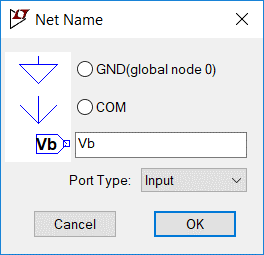 Net Name
GND(global node 0)
COM
Vb Vb
Port Type: Input
Cancel OK